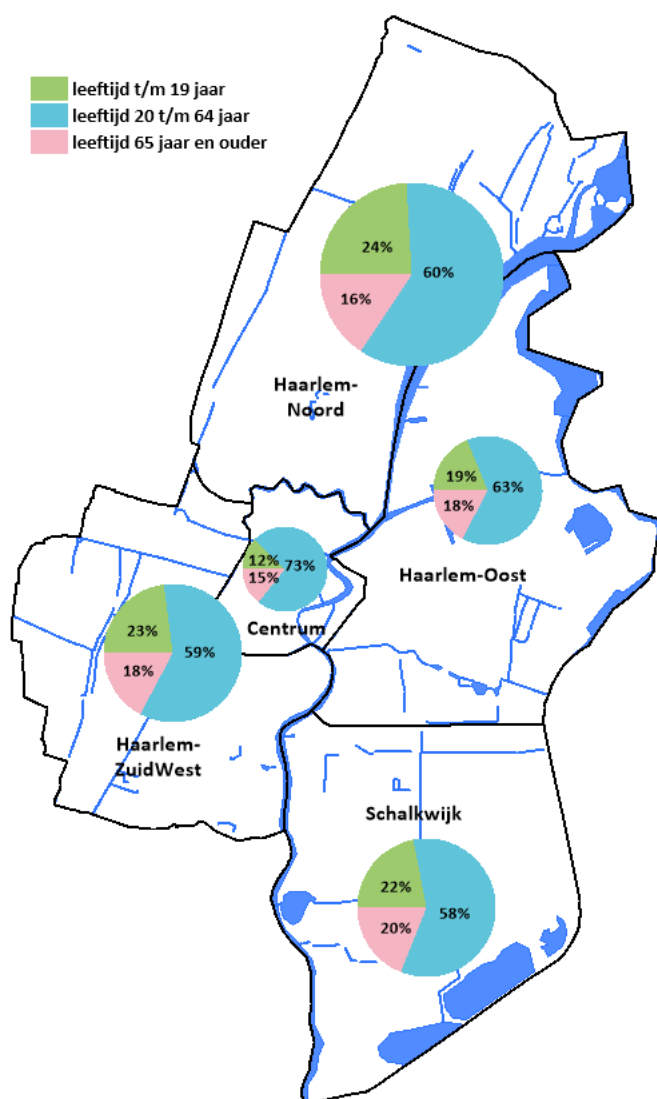 leeftijd t/m 19 jaar
leeftijd 20 t/m 64 jaar
leeftijd 65 jaar en ouder
24%
60%
16%
Haarlem-
Noord
19%
63%
18%
Haarlem-Oost
12%
73%
15%
Centrum
23%
59%
18%
Haarlem-
ZuidWest
Schalkwijk
22%
58%
20%